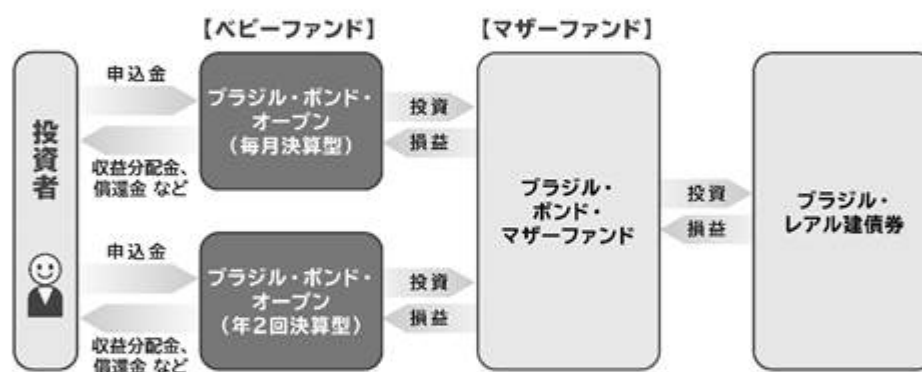 【ベビーファンド】
【マザーファンド】
投資者
申込金
収益分配金、
償還金 など
ブラジル・ボンド・
オープン
(毎月決算型)
投資
損益
申込金
収益分配金、
償還金 など
ブラジル・ボンド・
オープン
(年2回決算型)
投資
損益
ブラジル・
ボンド・
マザーファンド
投資
損益
ブラジル・
レアル建債券